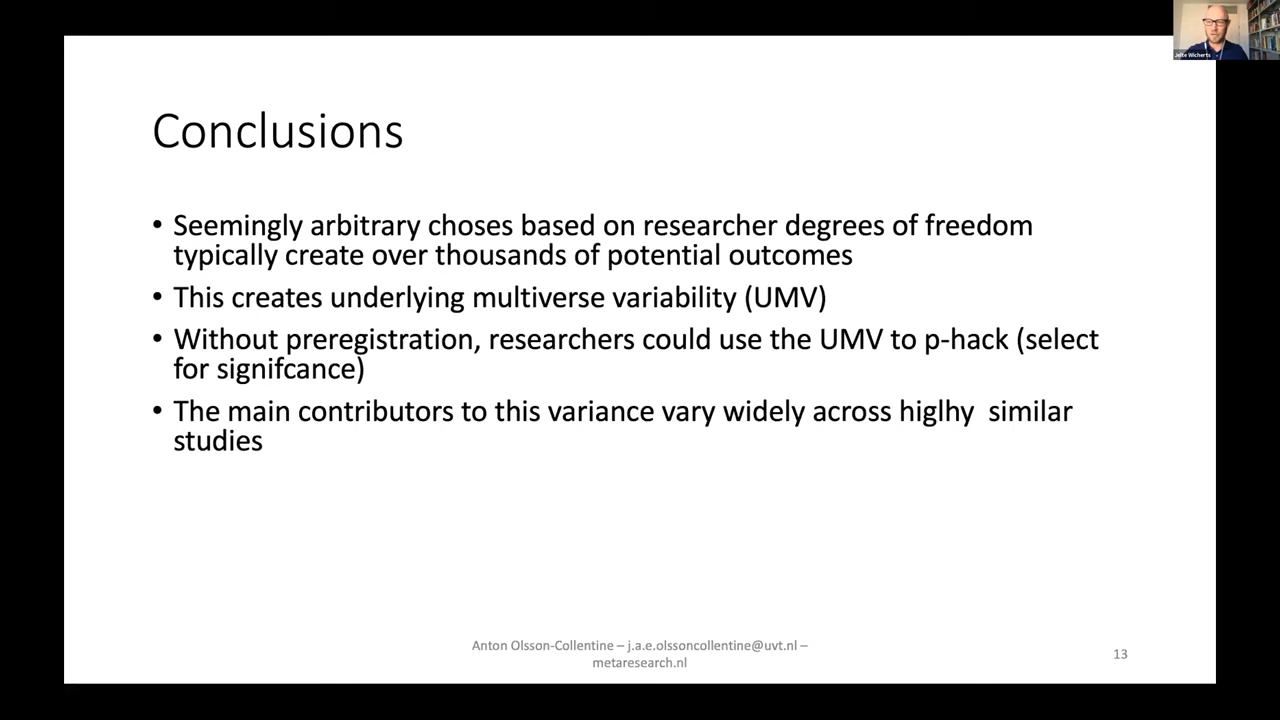 Jelte Wicherts
Conclusions
• Seemingly arbitrary choses based on researcher degrees of freedom
typically create over thousands of potential outcomes
• This creates underlying multiverse variability (UMV)
• Without preregistration, researchers could use the UMV to p-hack (select
for signifcance)
• The main contributors to this variance vary widely across higlhy  similar
studies
Anton Olsson-Collentine – j.a.e.olssoncollentine@uvt.nl –
metaresearch.nl
13